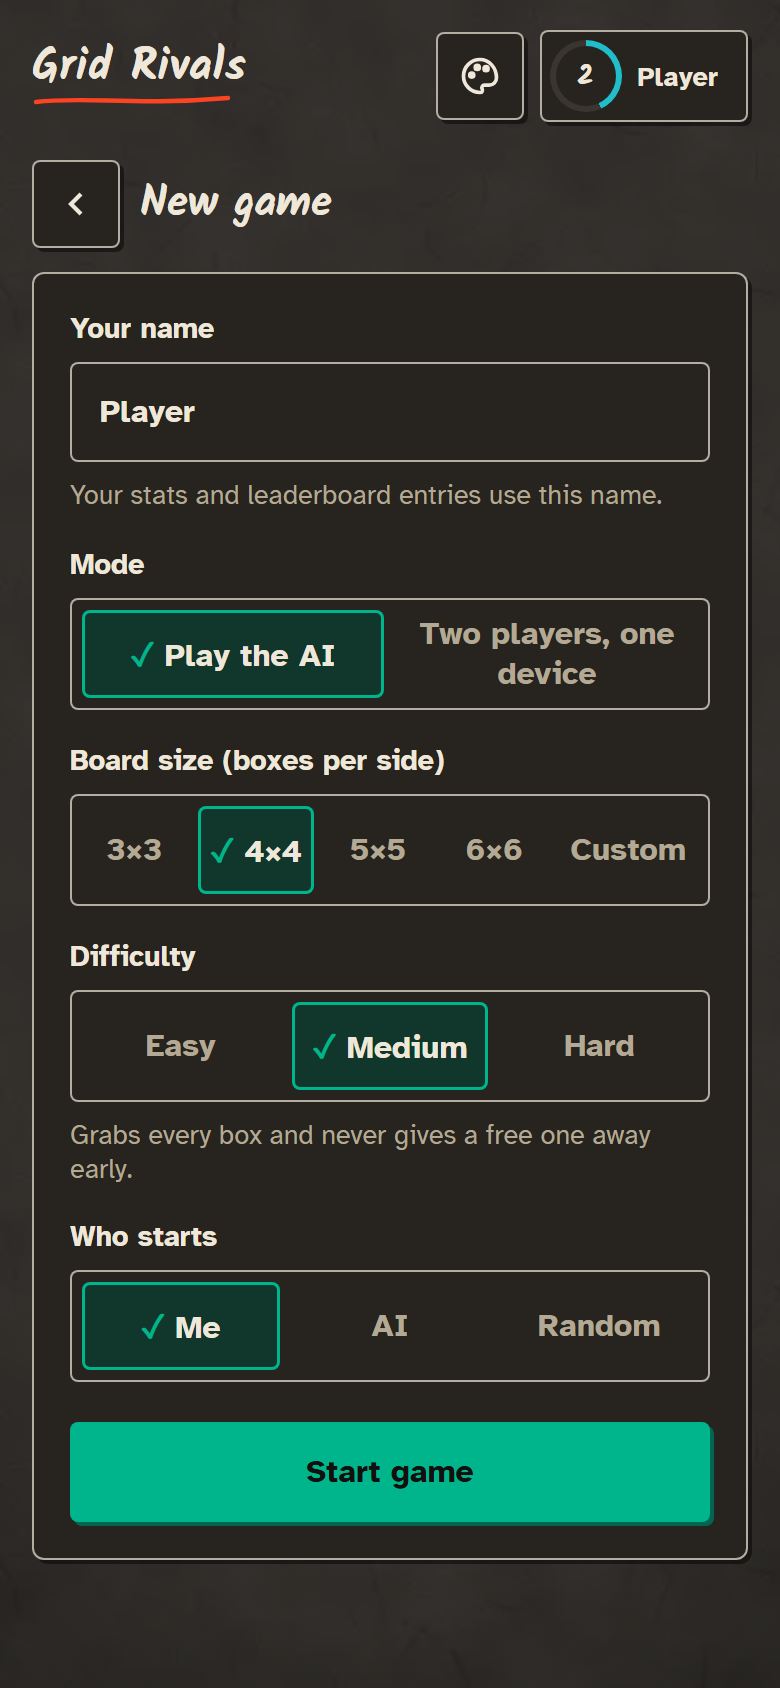 Grid Rivals
2
Player
New game
Your name
Player
Your stats and leaderboard entries use this name.
Mode
✓ Play the AI
Two players, one
device
Board size (boxes per side)
3×3
✓ 4×4
5×5
6×6
Custom
Difficulty
Easy
✓ Medium
Hard
Grabs every box and never gives a free one away
early.
Who starts
✓ Me
AI
Random
Start game